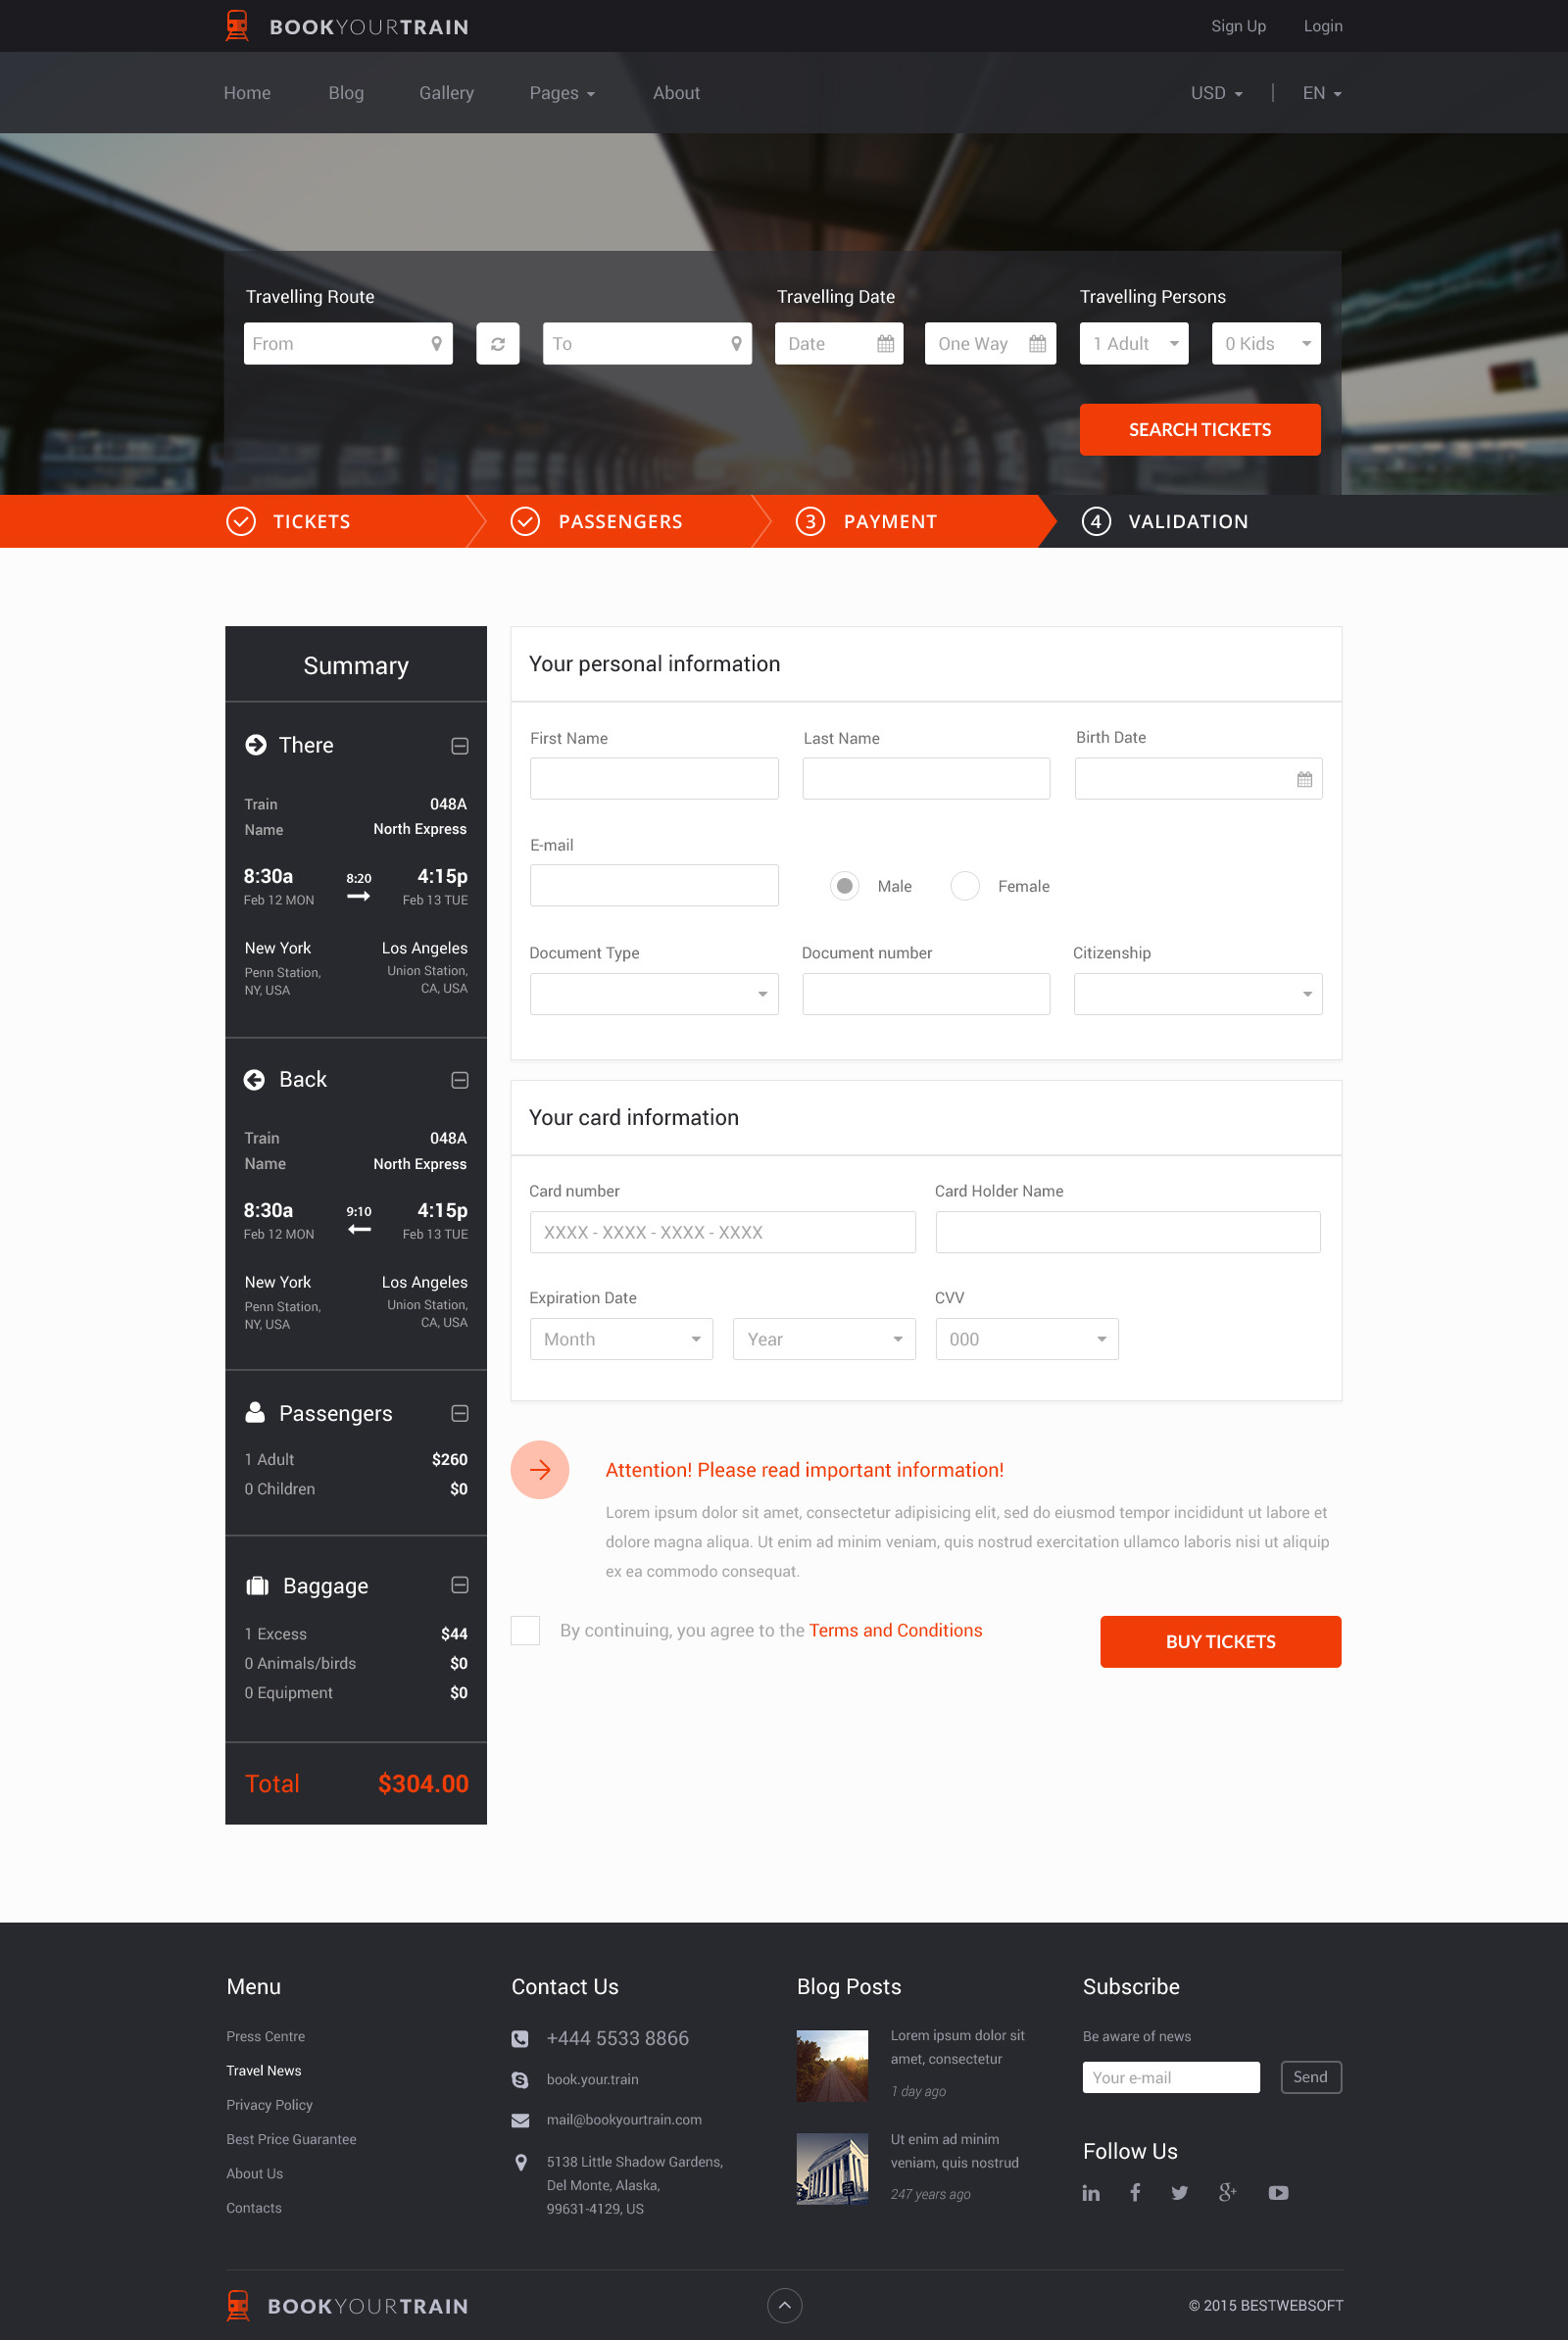 BOOKYOURTRAIN
Sign Up Login
Home Blog Gallery Pages About USD | EN
Travelling Route Travelling Date Travelling Persons
From To Date One Way 1 Adult 0 Kids
SEARCH TICKETS
TICKETS PASSENGERS 3 PAYMENT 4 VALIDATION
Summary
There
Train 048A
Name North Express
8:30a 8:20 4:15p
Feb 12 MON Feb 13 TUE
New York Los Angeles
Penn Station, Union Station,
NY, USA CA, USA
Back
Train 048A
Name North Express
8:30a 9:10 4:15p
Feb 12 MON Feb 13 TUE
New York Los Angeles
Penn Station, Union Station,
NY, USA CA, USA
Passengers
1 Adult $260
0 Children $0
Baggage
1 Excess $44
0 Animals/birds $0
0 Equipment $0
Total $304.00
Your personal information
First Name Last Name Birth Date
E-mail
Male Female
Document Type Document number Citizenship
Your card information
Card number Card Holder Name
XXXX - XXXX - XXXX - XXXX
Expiration Date CVV
Month Year 000
Attention! Please read important information!
Lorem ipsum dolor sit amet, consectetur adipisicing elit, sed do eiusmod tempor incididunt ut labore et
dolore magna aliqua. Ut enim ad minim veniam, quis nostrud exercitation ullamco laboris nisi ut aliquip
ex ea commodo consequat.
By continuing, you agree to the Terms and Conditions
BUY TICKETS
Menu
Press Centre
Travel News
Privacy Policy
Best Price Guarantee
About Us
Contacts
Contact Us
+444 5533 8866
book.your.train
mail@bookyourtrain.com
5138 Little Shadow Gardens,
Del Monte, Alaska,
99631-4129, US
Blog Posts
Lorem ipsum dolor sit
amet, consectetur
1 day ago
Ut enim ad minim
veniam, quis nostrud
247 years ago
Subscribe
Be aware of news
Your e-mail Send
Follow Us
BOOKYOURTRAIN
© 2015 BESTWEBSOFT